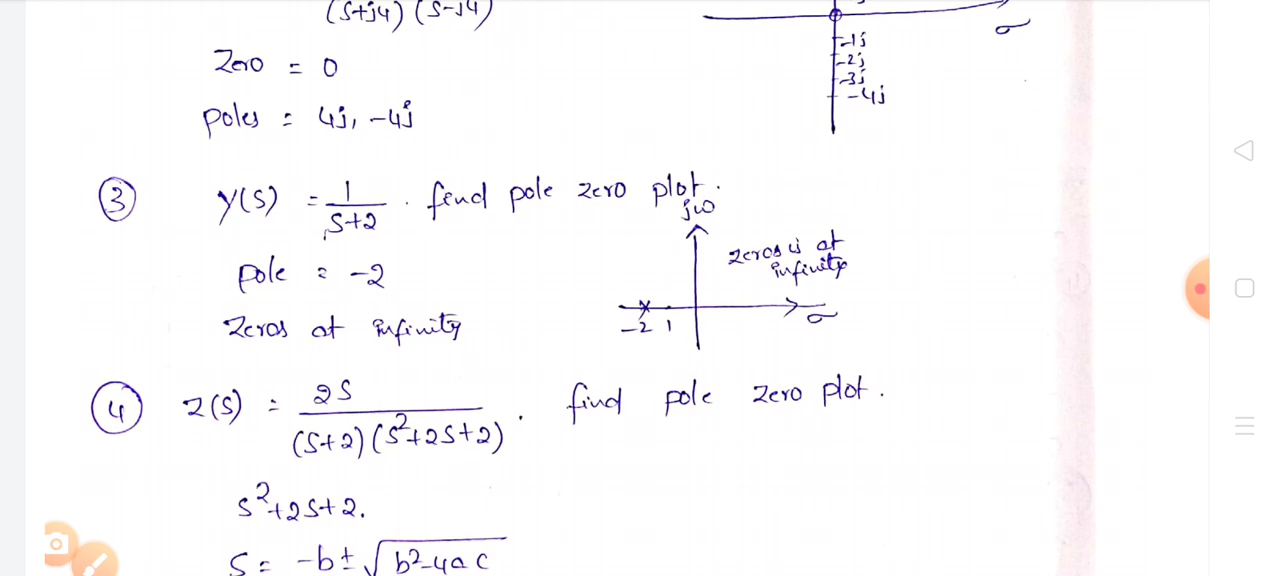 (S+j4) (S-j4)
Zero = 0
poles = 4j, -4j
-1j
-2j
-3j
-4j
σ
③ Y(S) = 1/S+2 . fend pole zero plot.
pole = -2
Zeros at infinity
jω
zeros is at
infinity
-2 1
σ
④ Z(S) = 2S/(S+2)(S²+2S+2) . find pole zero plot.
S²+2S+2.
S = -b±√b²-4ac